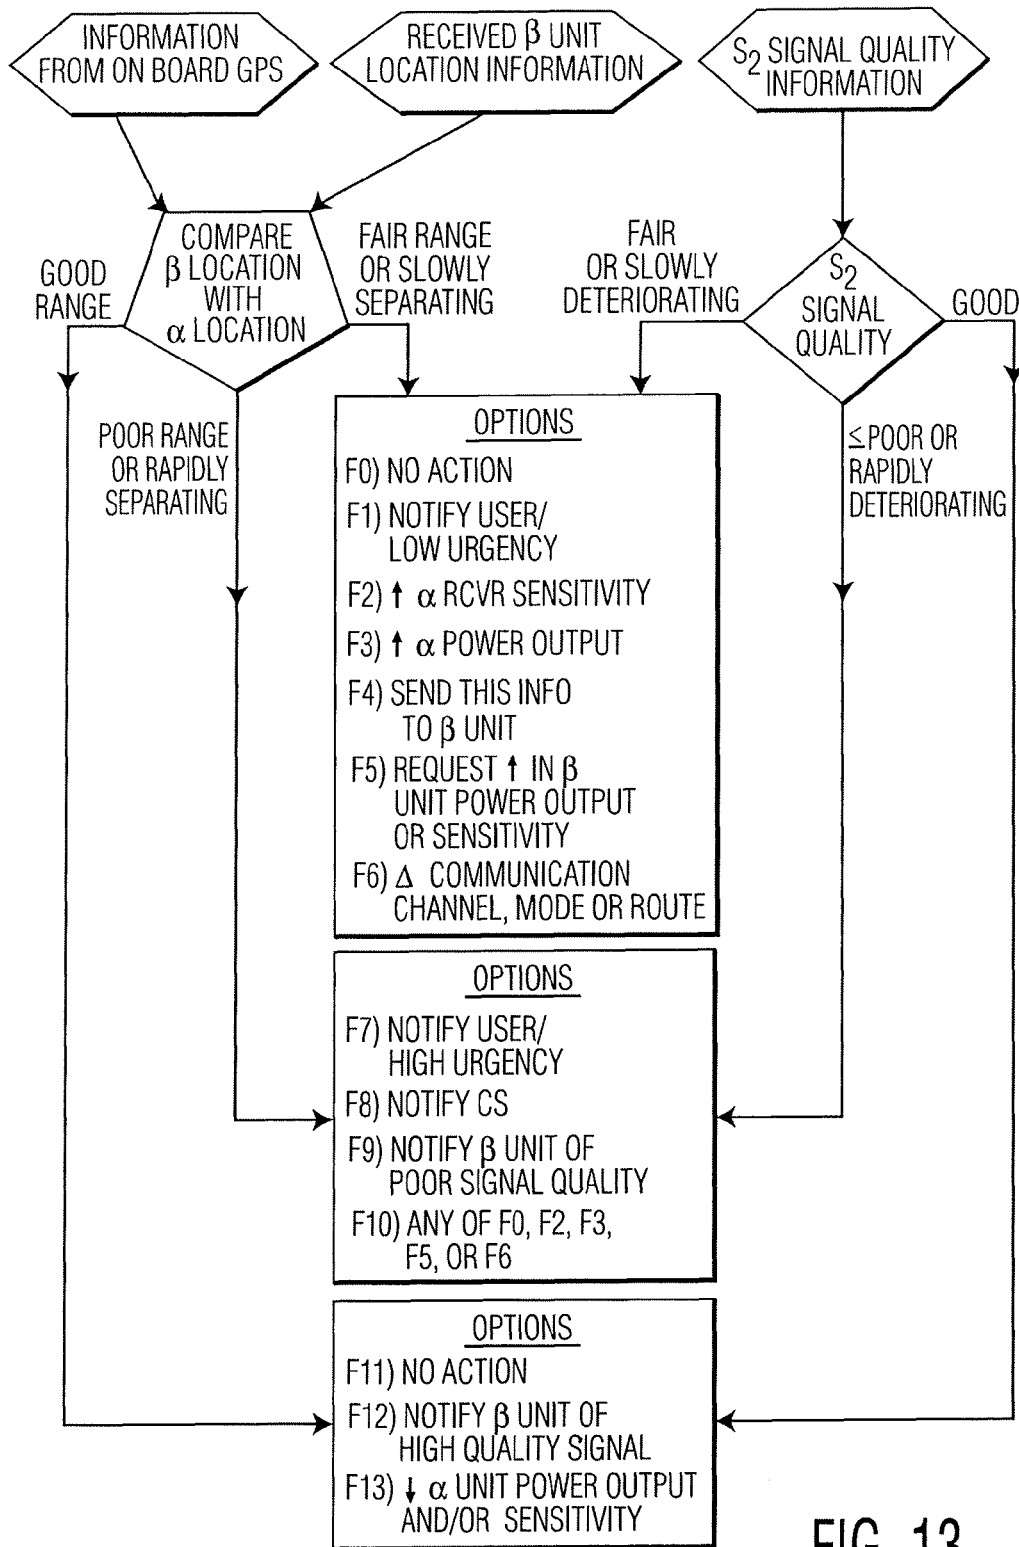 INFORMATION
FROM ON BOARD GPS
RECEIVED β UNIT
LOCATION INFORMATION
S2 SIGNAL QUALITY
INFORMATION
COMPARE
β LOCATION
WITH
α LOCATION
GOOD
RANGE
FAIR RANGE
OR SLOWLY
SEPARATING
FAIR
OR SLOWLY
DETERIORATING
S2
SIGNAL
QUALITY
GOOD
POOR RANGE
OR RAPIDLY
SEPARATING
≤POOR OR
RAPIDLY
DETERIORATING
OPTIONS
F0) NO ACTION
F1) NOTIFY USER/
LOW URGENCY
F2) ↑ α RCVR SENSITIVITY
F3) ↑ α POWER OUTPUT
F4) SEND THIS INFO
TO β UNIT
F5) REQUEST ↑ IN β
UNIT POWER OUTPUT
OR SENSITIVITY
F6) Δ COMMUNICATION
CHANNEL, MODE OR ROUTE
OPTIONS
F7) NOTIFY USER/
HIGH URGENCY
F8) NOTIFY CS
F9) NOTIFY β UNIT OF
POOR SIGNAL QUALITY
F10) ANY OF F0, F2, F3,
F5, OR F6
OPTIONS
F11) NO ACTION
F12) NOTIFY β UNIT OF
HIGH QUALITY SIGNAL
F13) ↓ α UNIT POWER OUTPUT
AND/OR SENSITIVITY
FIG. 13